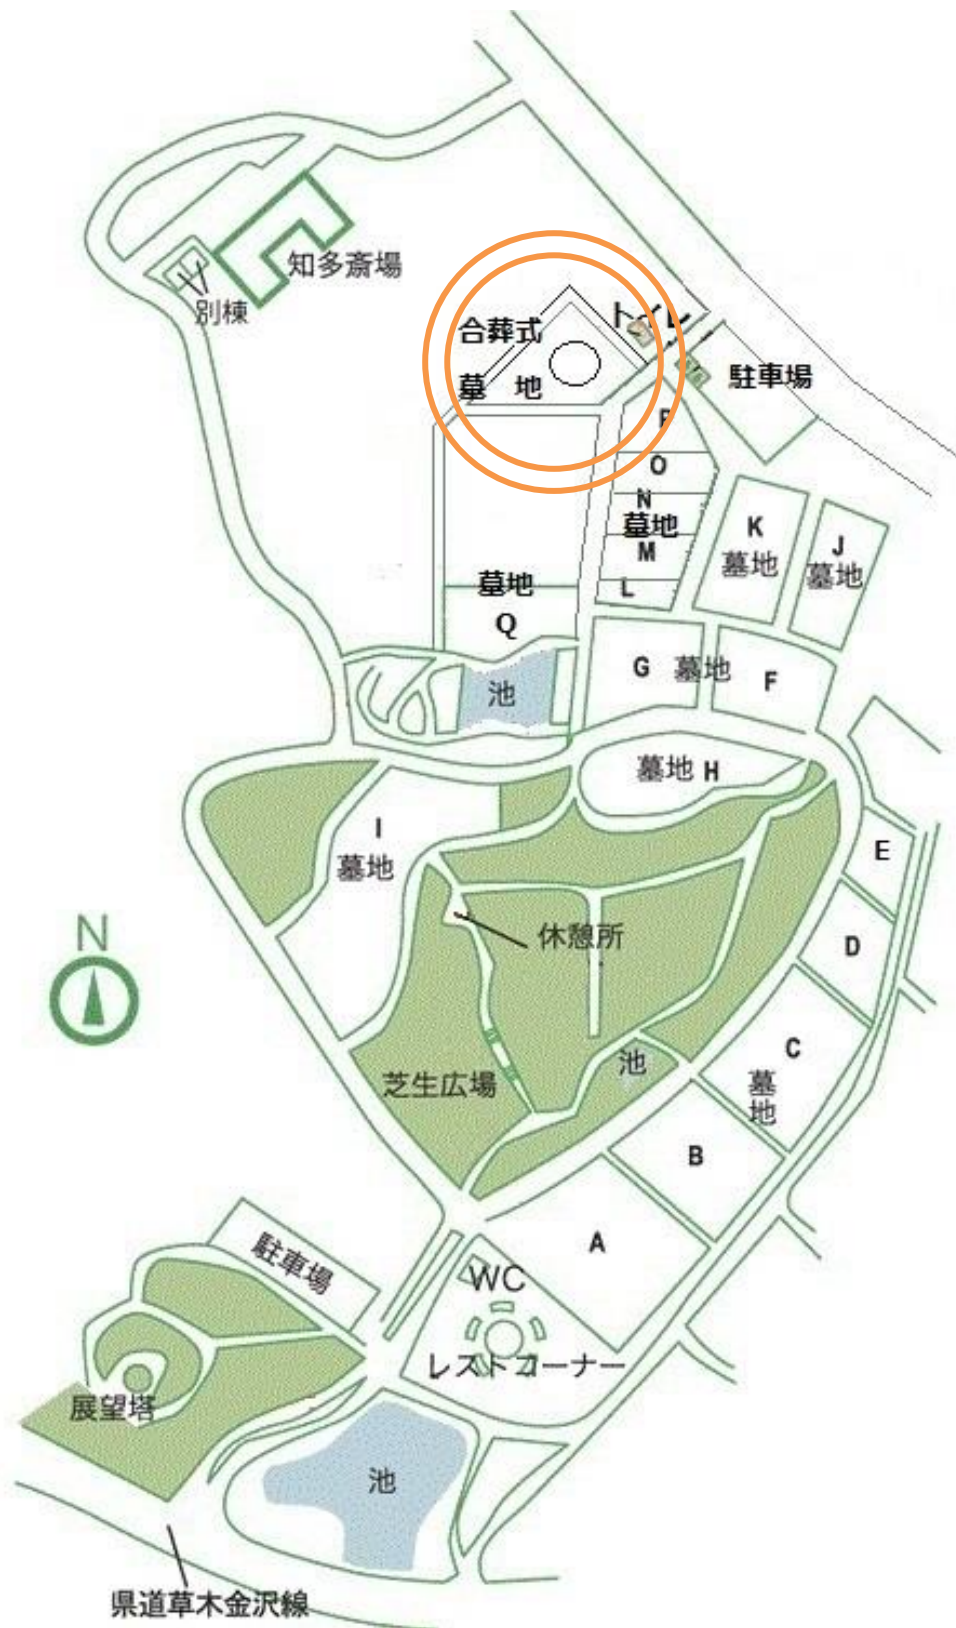 知多斎場
別棟
合葬式
墓 地
トイレ
駐車場
P
O
N
墓地
M
L
K
墓地
J
墓地
墓地
Q
G 墓地 F
池
墓地 H
I
墓地
E
休憩所
D
N
C
墓地
池
芝生広場
B
A
駐車場
WC
レストコーナー
展望塔
池
県道草木金沢線